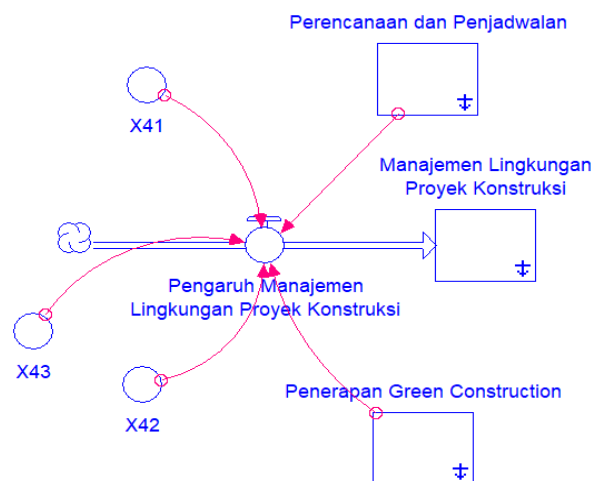 Perencanaan dan Penjadwalan
X41
Manajemen Lingkungan
Proyek Konstruksi
Pengaruh Manajemen
Lingkungan Proyek Konstruksi
X43
X42
Penerapan Green Construction